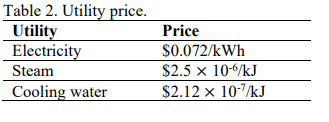 Table 2. Utility price.
Utility Price
Electricity $0.072/kWh
Steam $2.5 × 10⁻⁶/kJ
Cooling water $2.12 × 10⁻⁷/kJ